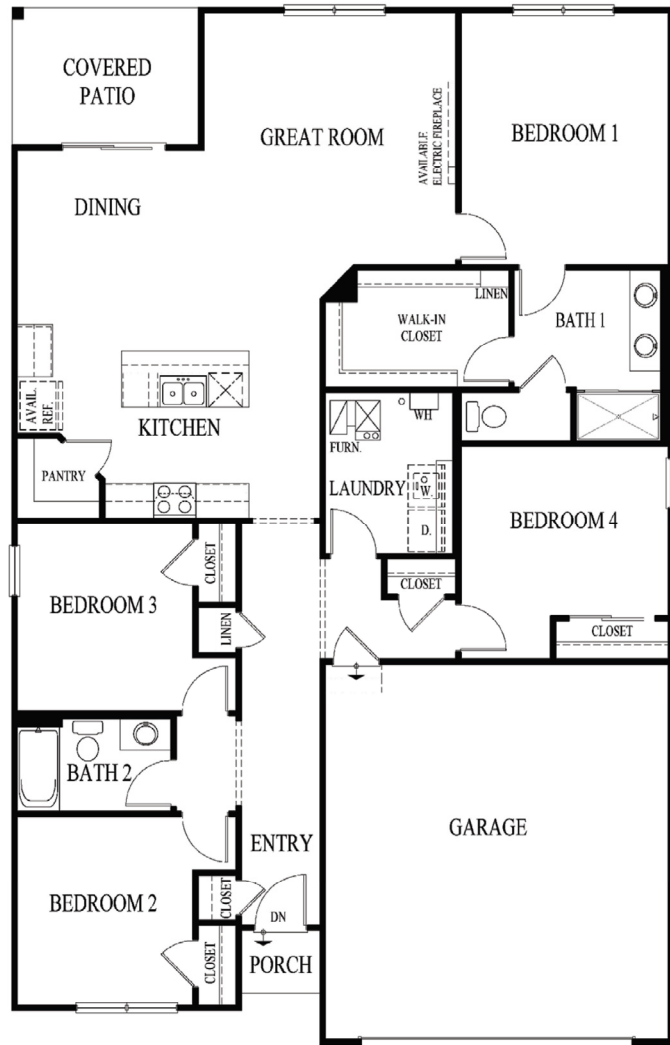 COVERED
PATIO
GREAT ROOM
AVAILABLE
ELECTRIC FIREPLACE
BEDROOM 1
DINING
LINEN
WALK-IN
CLOSET
BATH 1
AVAIL.
REF.
KITCHEN
WH
FURN.
PANTRY
LAUNDRY
W.
D.
BEDROOM 4
CLOSET
BEDROOM 3
CLOSET
LINEN
CLOSET
BATH 2
ENTRY
GARAGE
BEDROOM 2
CLOSET
DN
CLOSET
PORCH